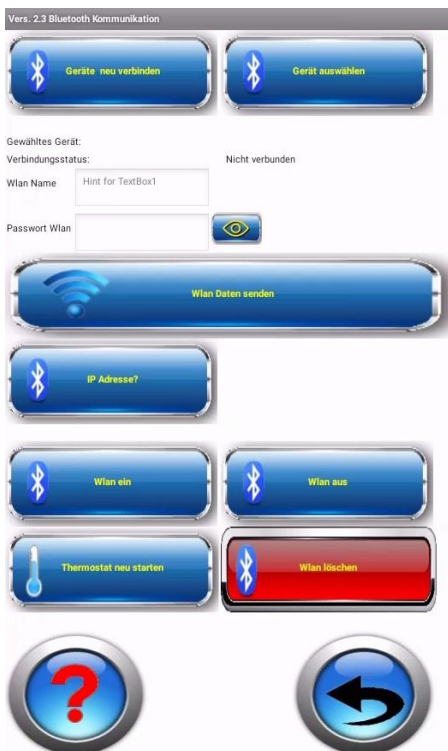 Vers. 2.3 Bluetooth Kommunikation
Geräte neu verbinden
Gerät auswählen
Gewähltes Gerät:
Verbindungsstatus: Nicht verbunden
Wlan Name Hint for TextBox1
Passwort Wlan
Wlan Daten senden
IP Adresse?
Wlan ein
Wlan aus
Thermostat neu starten
Wlan löschen
?